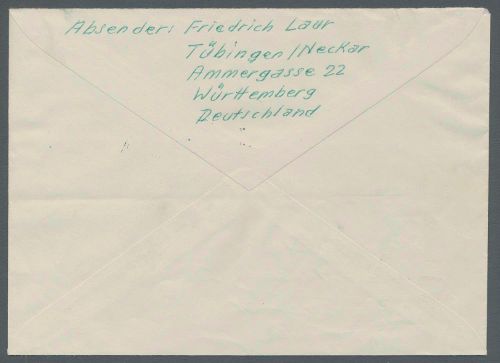 Absender: Friedrich Laur
Tübingen/Neckar
Ammergasse 22
Württemberg
Deutschland